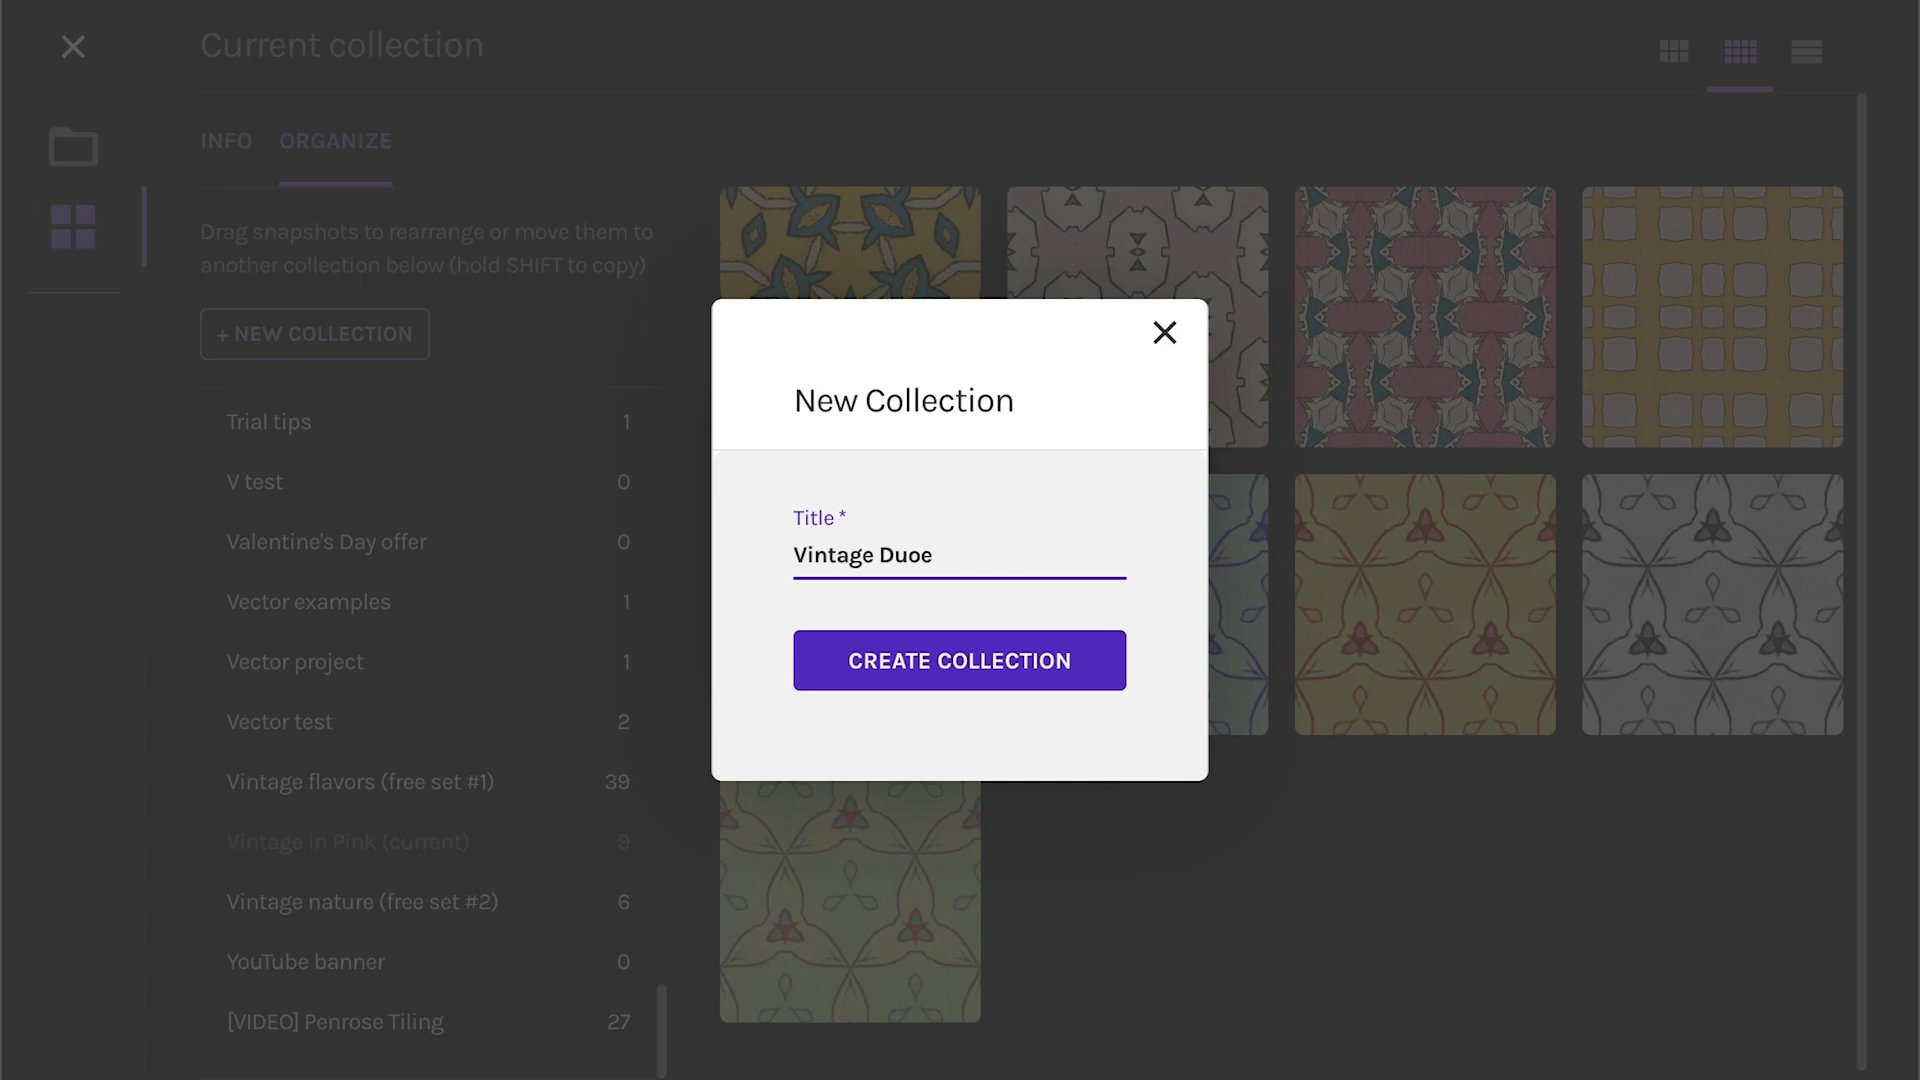 Current collection
INFO ORGANIZE
Drag snapshots to rearrange or move them to
another collection below (hold SHIFT to copy)
+ NEW COLLECTION
Trial tips 1
V test 0
Valentine's Day offer 0
Vector examples 1
Vector project 1
Vector test 2
Vintage flavors (free set #1) 39
Vintage in Pink (current) 9
Vintage nature (free set #2) 6
YouTube banner 0
[VIDEO] Penrose Tiling 27
New Collection
Title *
Vintage Duoe
CREATE COLLECTION